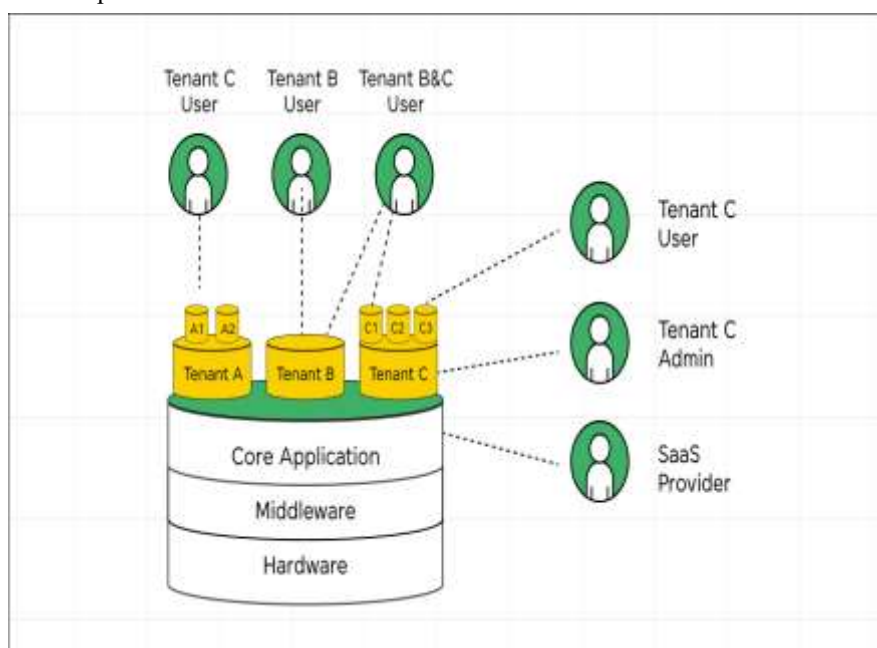 Tenant C
User
Tenant B
User
Tenant B&C
User
Tenant C
User
A1
A2
C1
C2
C3
Tenant C
Admin
Tenant A
Tenant B
Tenant C
Core Application
SaaS
Provider
Middleware
Hardware